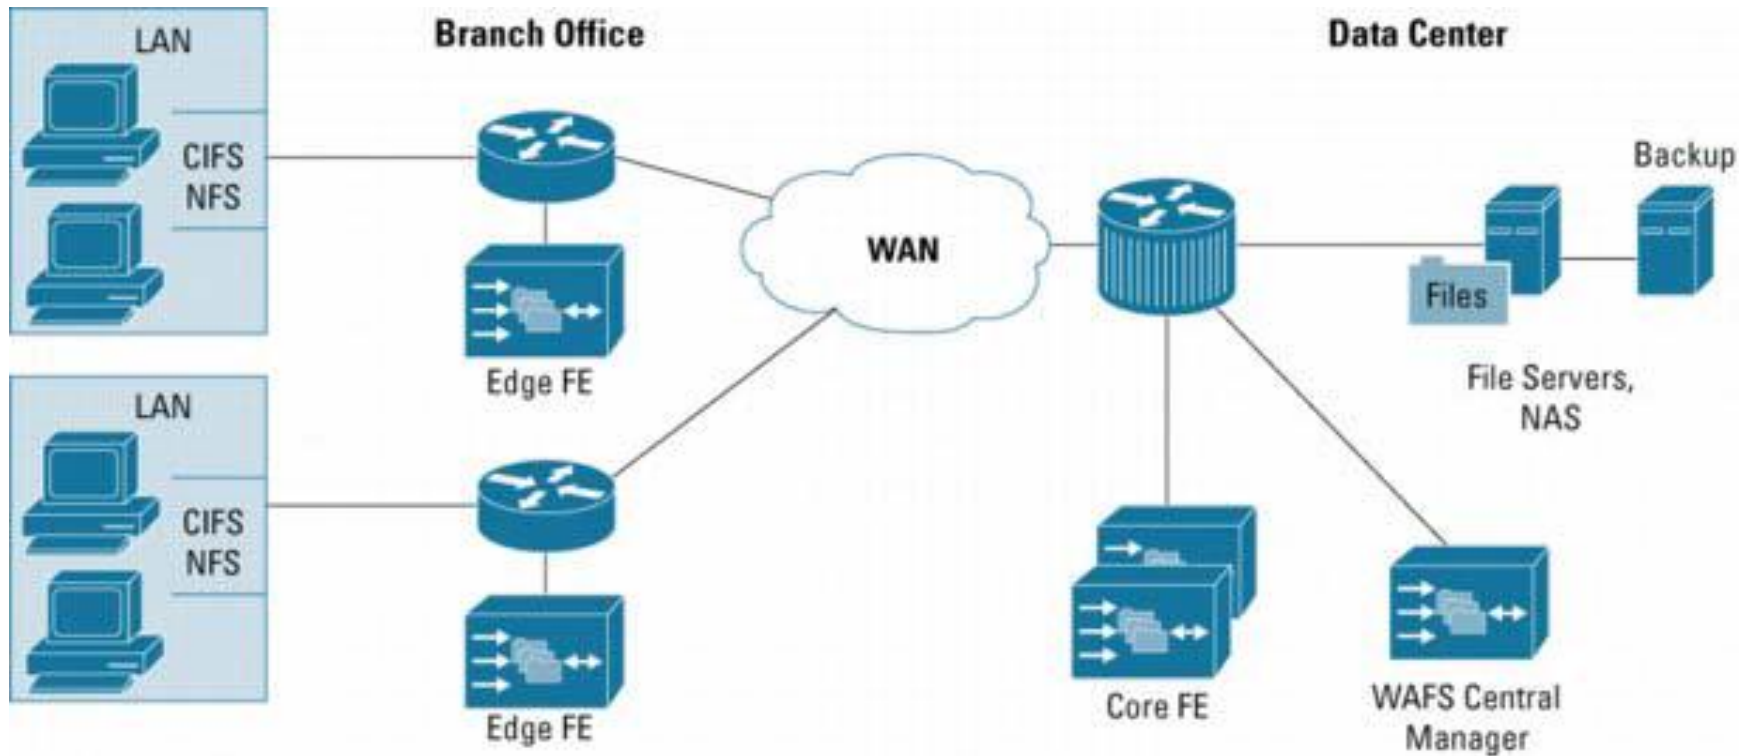 Branch Office
Data Center
LAN
CIFS
NFS
Edge FE
LAN
CIFS
NFS
Edge FE
WAN
Backup
Files
File Servers,
NAS
Core FE
WAFS Central
Manager